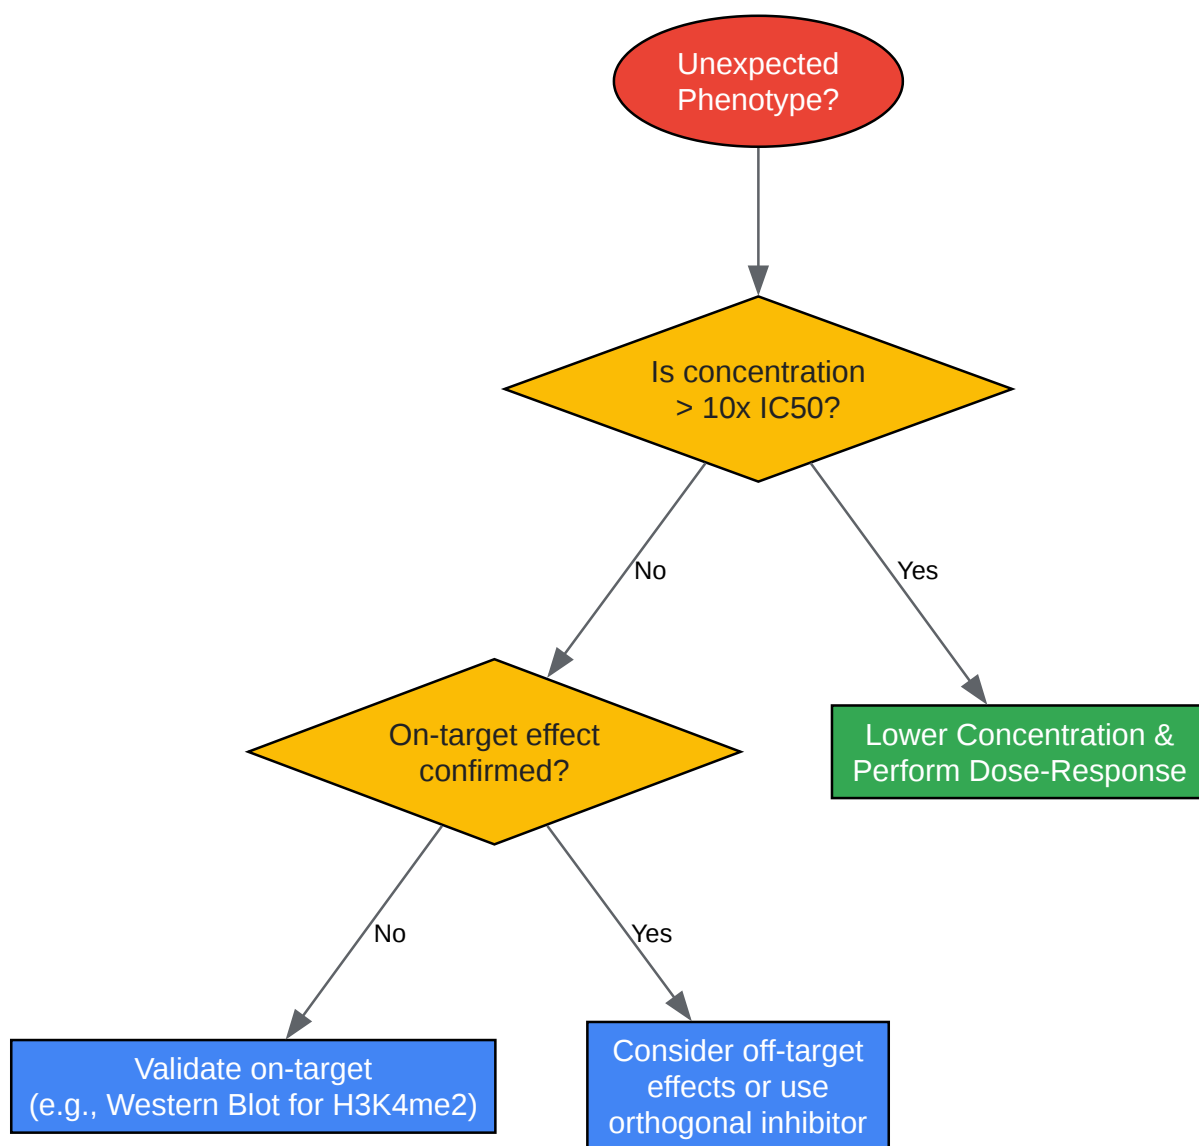 Unexpected
Phenotype?
Is concentration
> 10x IC50?
No
Yes
On-target effect
confirmed?
Lower Concentration &
Perform Dose-Response
No
Yes
Validate on-target
(e.g., Western Blot for H3K4me2)
Consider off-target
effects or use
orthogonal inhibitor